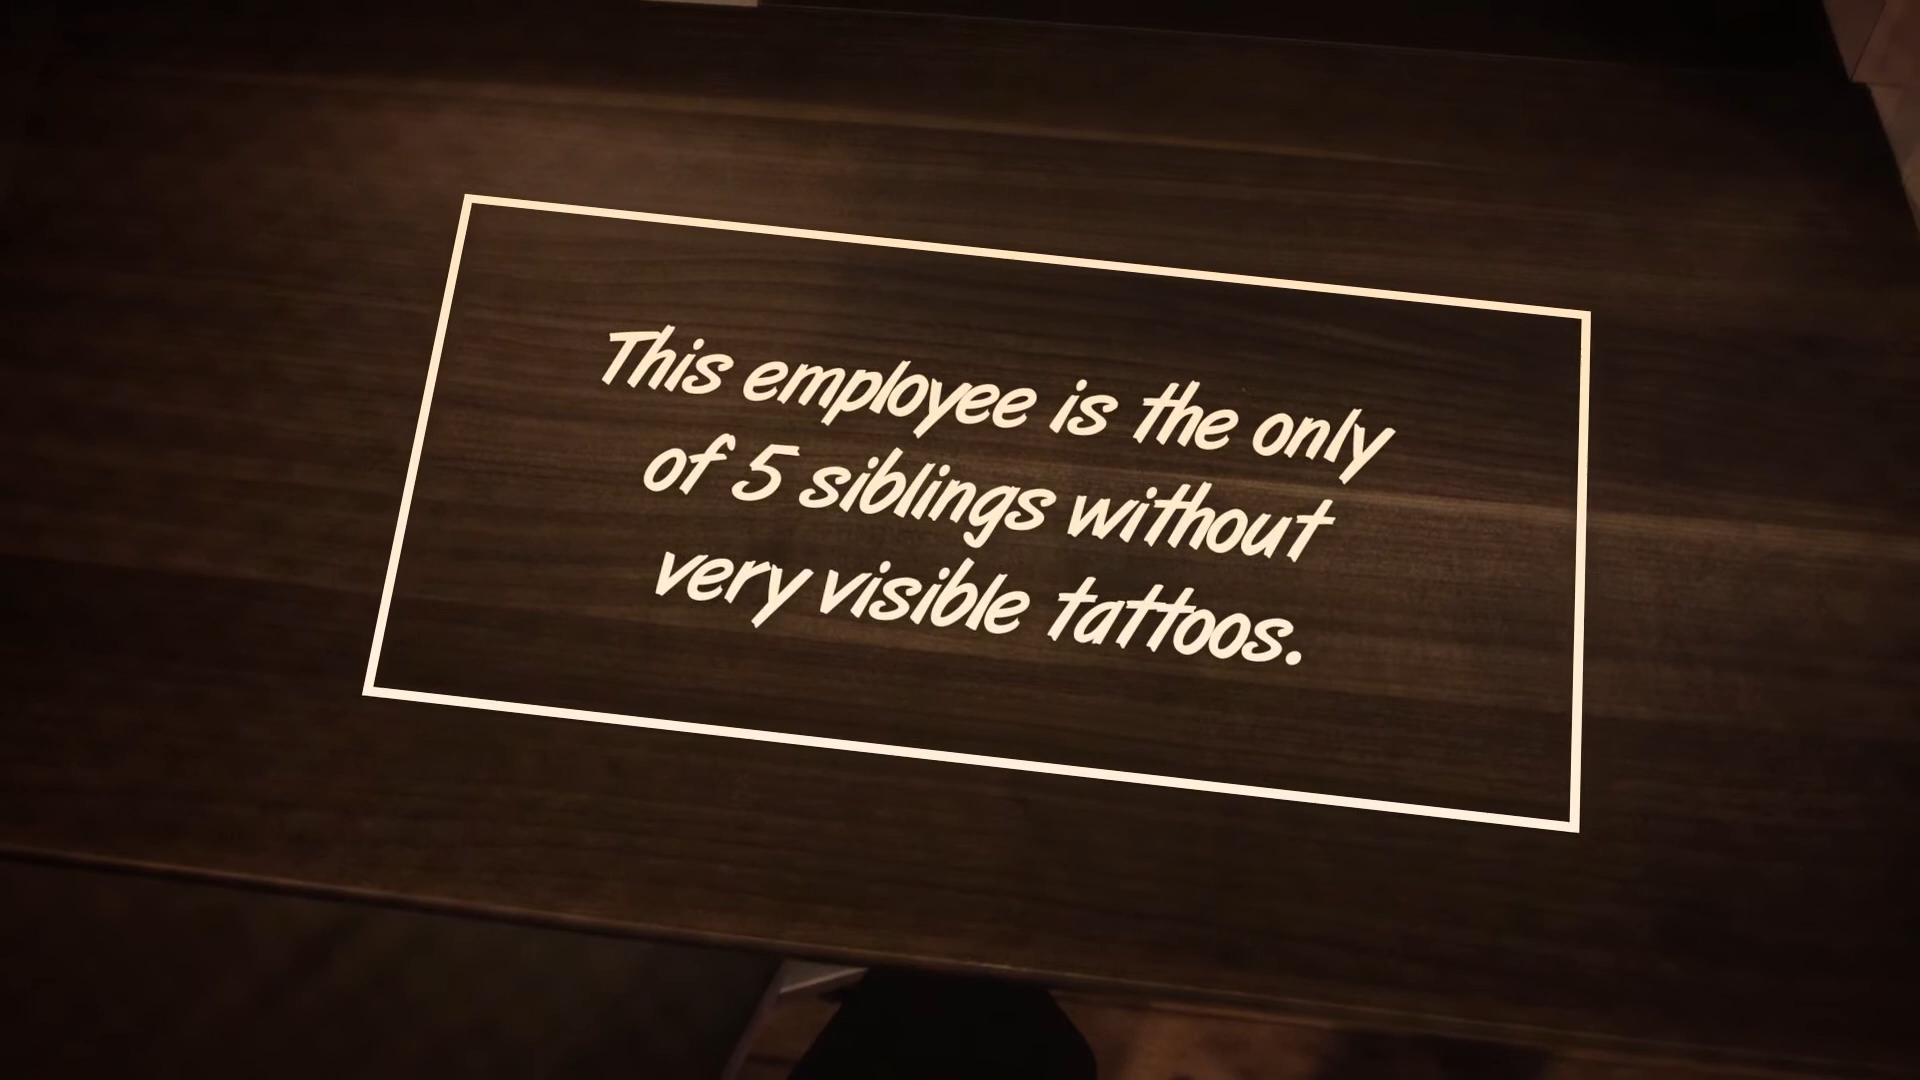 This employee is the only
of 5 siblings without
very visible tattoos.